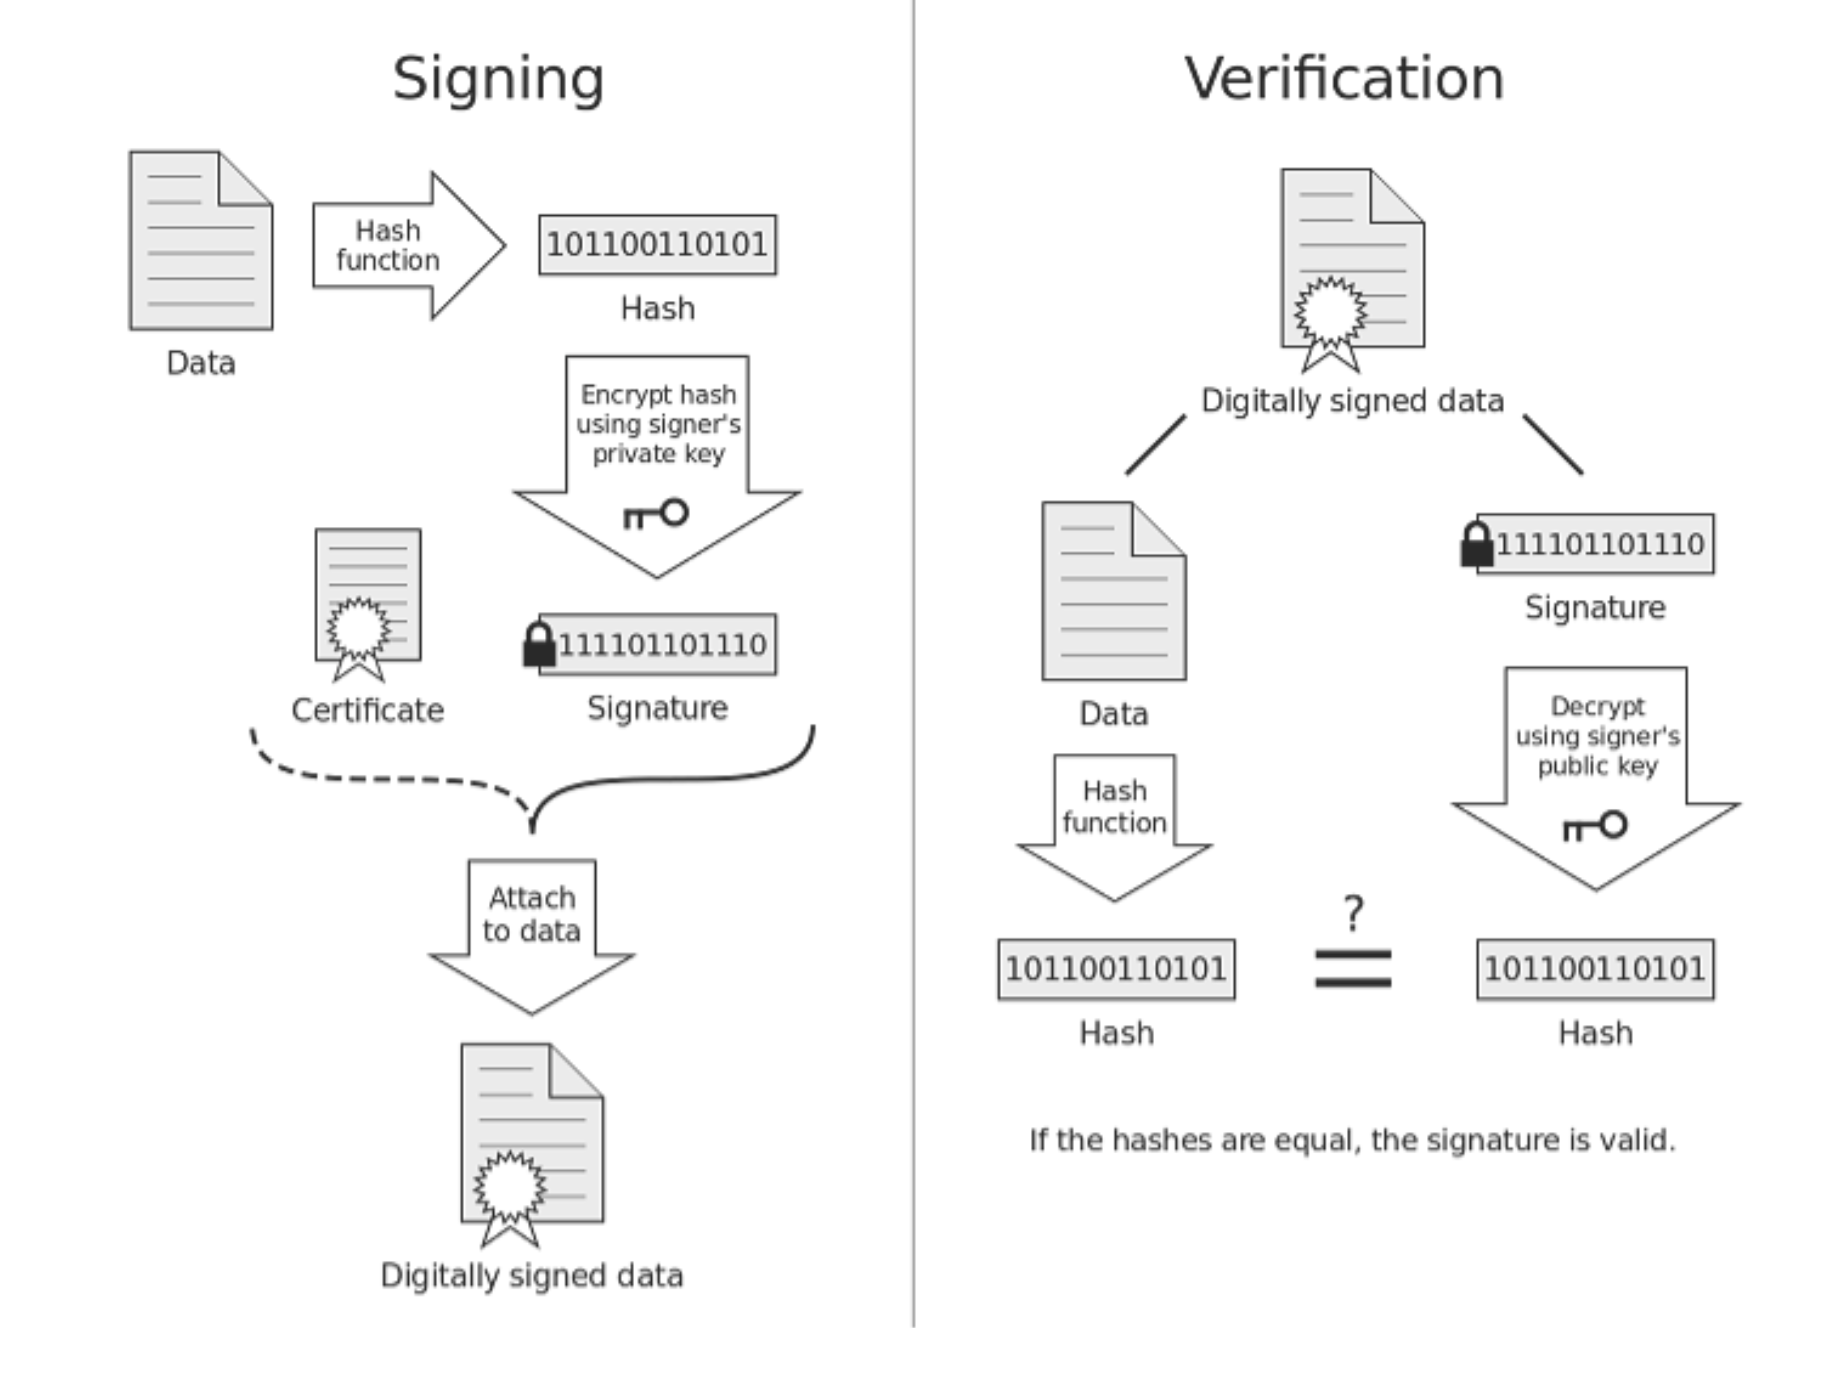 Signing
Hash
function
101100110101
Hash
Data
Encrypt hash
using signer's
private key
111101101110
Certificate
Signature
Attach
to data
Digitally signed data
Verification
Digitally signed data
111101101110
Signature
Data
Decrypt
using signer's
public key
Hash
function
?
101100110101
=
101100110101
Hash
Hash
If the hashes are equal, the signature is valid.